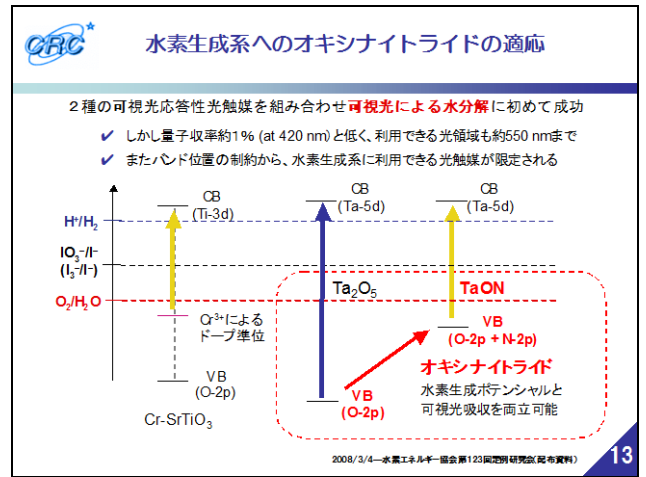 CRC
水素生成系へのオキシナイトライドの適応
2種の可視光応答性光触媒を組み合わせ可視光による水分解に初めて成功
✔ しかし量子収率約1% (at 420 nm)と低く、利用できる光領域も約550 nmまで
✔ またバンド位置の制約から、水素生成系に利用できる光触媒が限定される
CB
(Ti-3d)
CB
(Ta-5d)
CB
(Ta-5d)
H⁺/H₂
IO₃⁻/I⁻
(I₃⁻/I⁻)
O₂/H₂O
Ta₂O₅
TaON
Cr³⁺による
ドープ準位
VB
(O-2p + N-2p)
VB
(O-2p)
オキシナイトライド
水素生成ポテンシャルと
可視光吸収を両立可能
VB
(O-2p)
Cr-SrTiO₃
2008/3/4—水素エネルギー協会第123回定例研究会(配布資料)
13